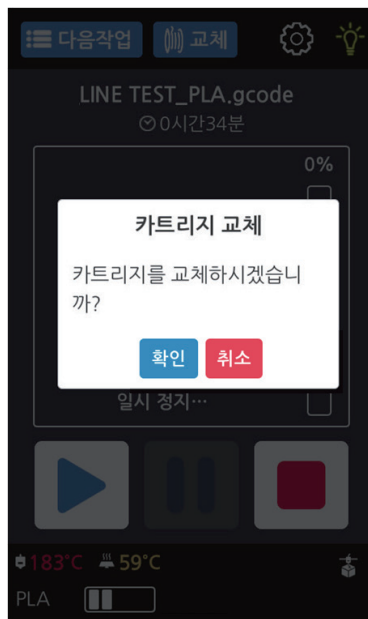 다음작업 교체
LINE TEST_PLA.gcode
0시간34분
0%
카트리지 교체
카트리지를 교체하시겠습니
까?
확인 취소
일시 정지…
183°C 59°C
PLA